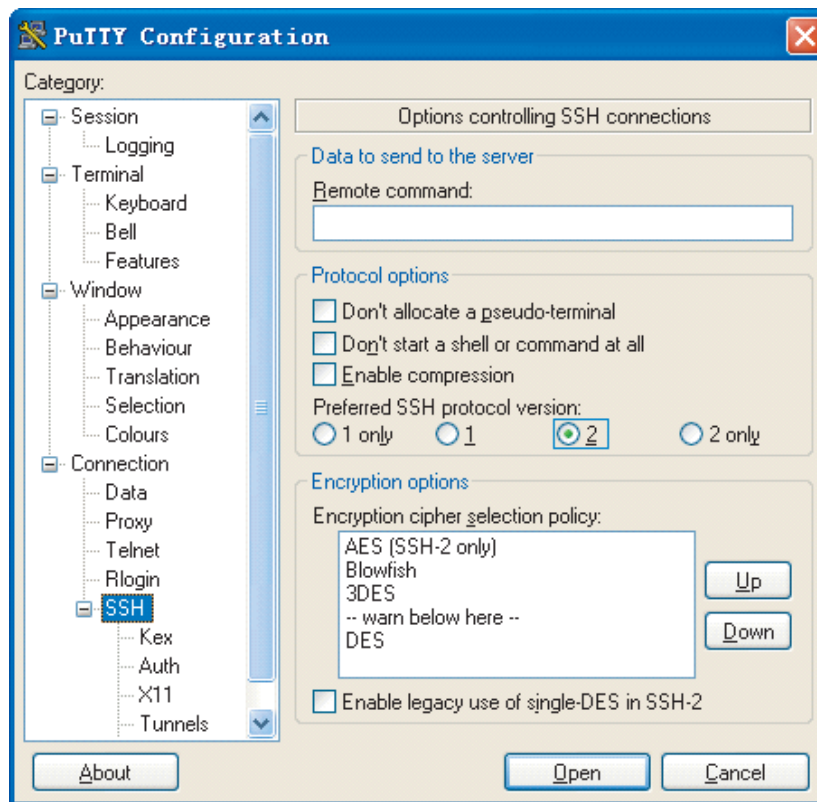 PuTTY Configuration
Category:
Session
Logging
Terminal
Keyboard
Bell
Features
Window
Appearance
Behaviour
Translation
Selection
Colours
Connection
Data
Proxy
Telnet
Rlogin
SSH
Kex
Auth
X11
Tunnels
Options controlling SSH connections
Data to send to the server
Remote command:
Protocol options
Don't allocate a pseudo-terminal
Don't start a shell or command at all
Enable compression
Preferred SSH protocol version:
1 only 1 2 2 only
Encryption options
Encryption cipher selection policy:
AES (SSH-2 only)
Blowfish
3DES
-- warn below here --
DES
Up
Down
Enable legacy use of single-DES in SSH-2
About Open Cancel